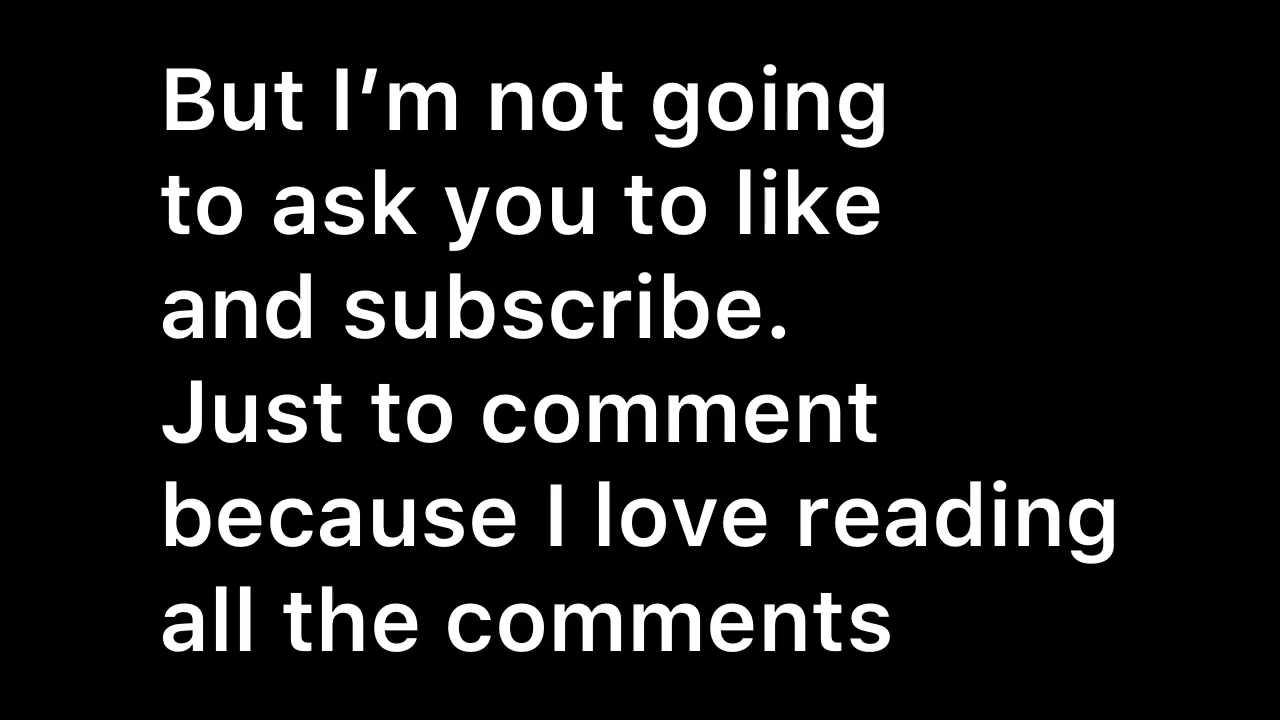 But I’m not going
to ask you to like
and subscribe.
Just to comment
because I love reading
all the comments